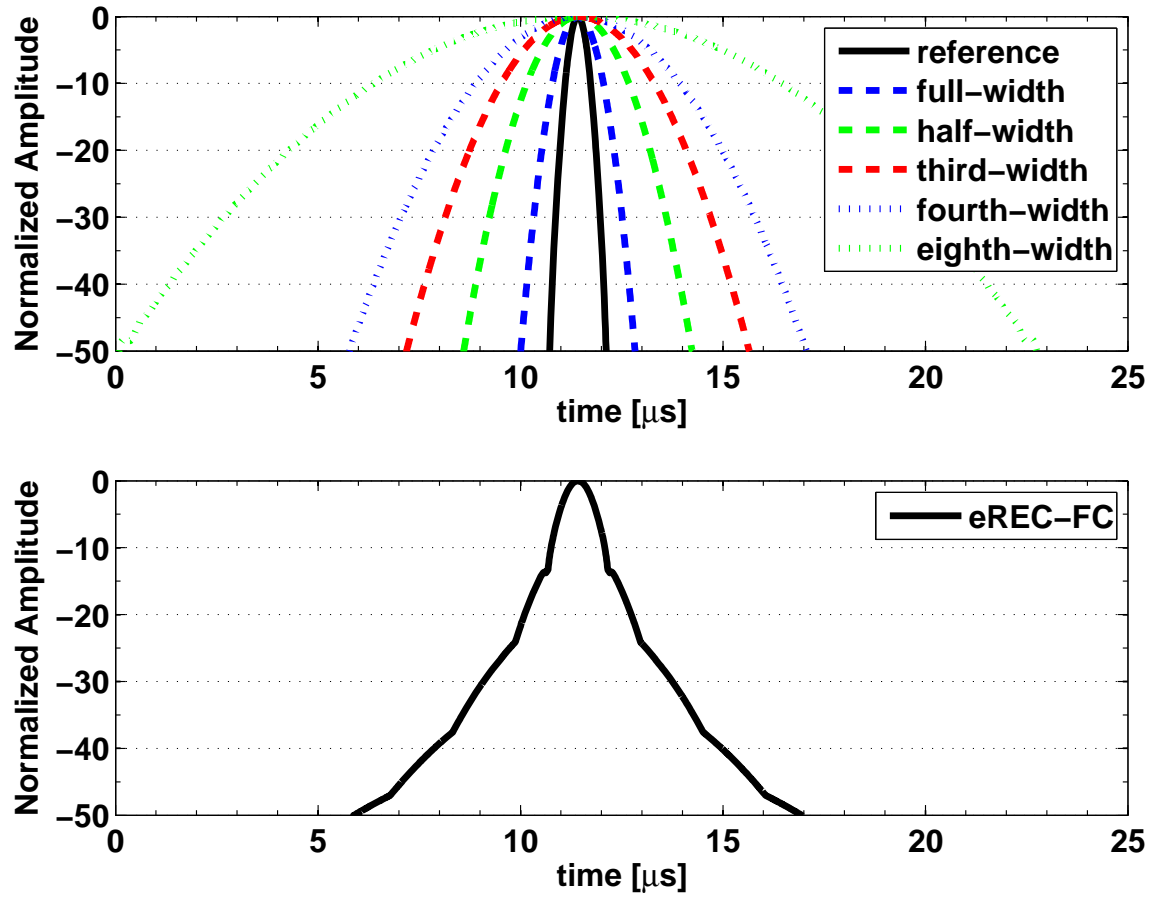 0
−10
−20
−30
−40
−50
Normalized Amplitude
0 5 10 15 20 25
time [μs]
reference
full−width
half−width
third−width
fourth−width
eighth−width
0
−10
−20
−30
−40
−50
Normalized Amplitude
0 5 10 15 20 25
time [μs]
eREC−FC